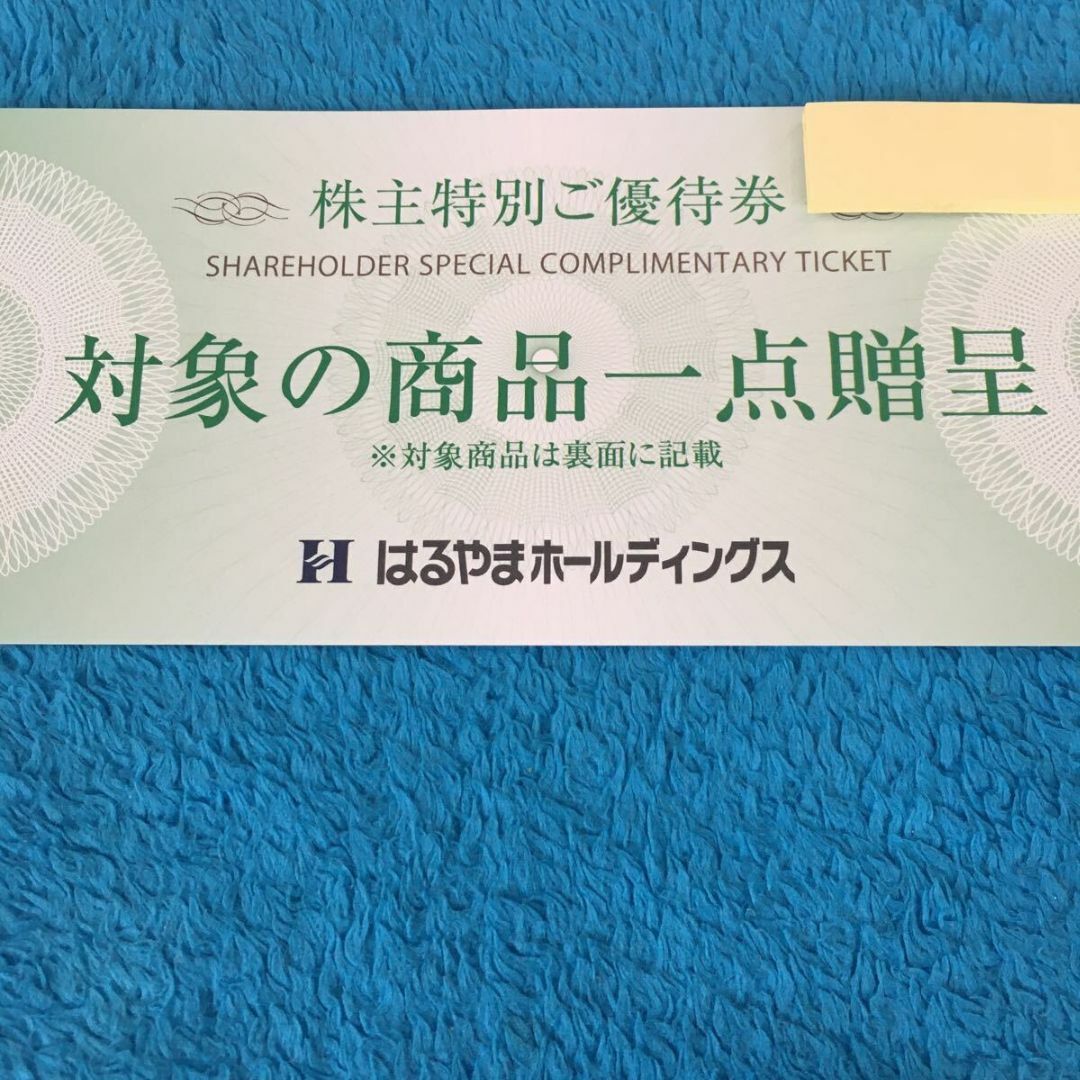 株主特別ご優待券
SHAREHOLDER SPECIAL COMPLIMENTARY TICKET
対象の商品一点贈呈
※対象商品は裏面に記載
H はるやまホールディングス